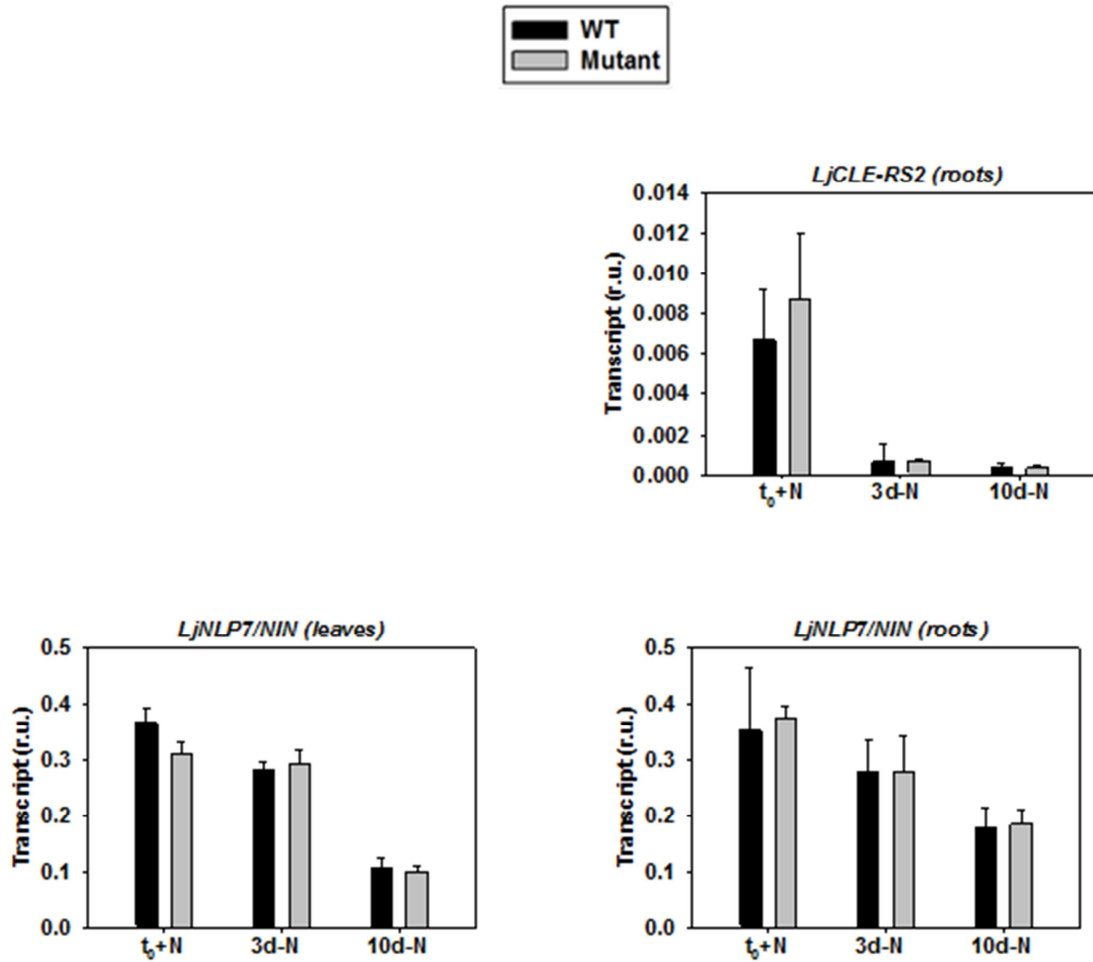 WT
Mutant
LjCLE-RS2 (roots)
Transcript (r.u.)
0.014
0.012
0.010
0.008
0.006
0.004
0.002
0.000
t0+N 3d-N 10d-N
LjNLP7/NIN (leaves)
Transcript (r.u.)
0.5
0.4
0.3
0.2
0.1
0.0
t0+N 3d-N 10d-N
LjNLP7/NIN (roots)
Transcript (r.u.)
0.5
0.4
0.3
0.2
0.1
0.0
t0+N 3d-N 10d-N